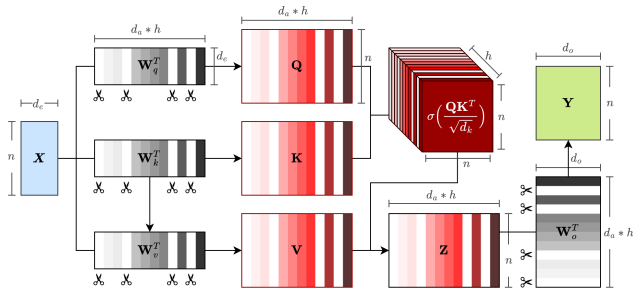 d_a * h
d_a * h
h
d_o
W_q^T
d_e
Q
n
d_e
n
X
W_k^T
K
σ(QK^T/√d_k)
n
Y
n
n
d_o
d_a * h
W_v^T
V
Z
n
W_o^T
d_a * h